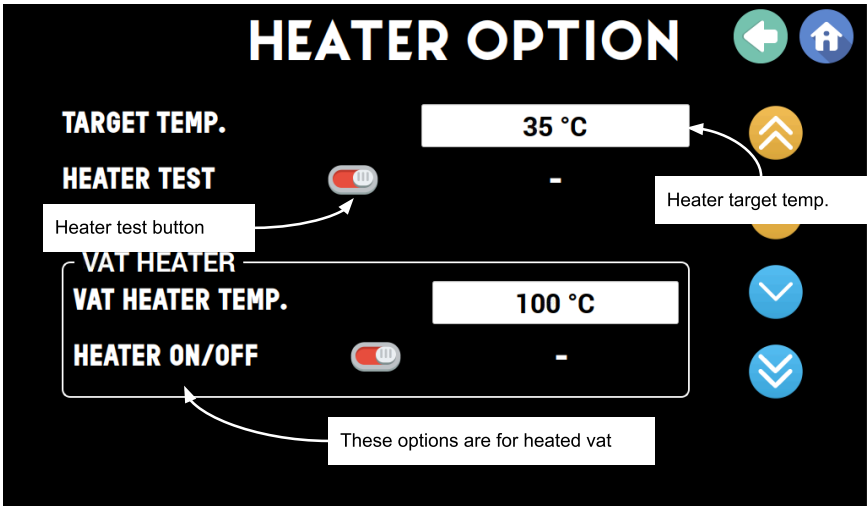 HEATER OPTION
TARGET TEMP.
35 °C
HEATER TEST
-
Heater target temp.
Heater test button
VAT HEATER
VAT HEATER TEMP.
100 °C
HEATER ON/OFF
-
These options are for heated vat